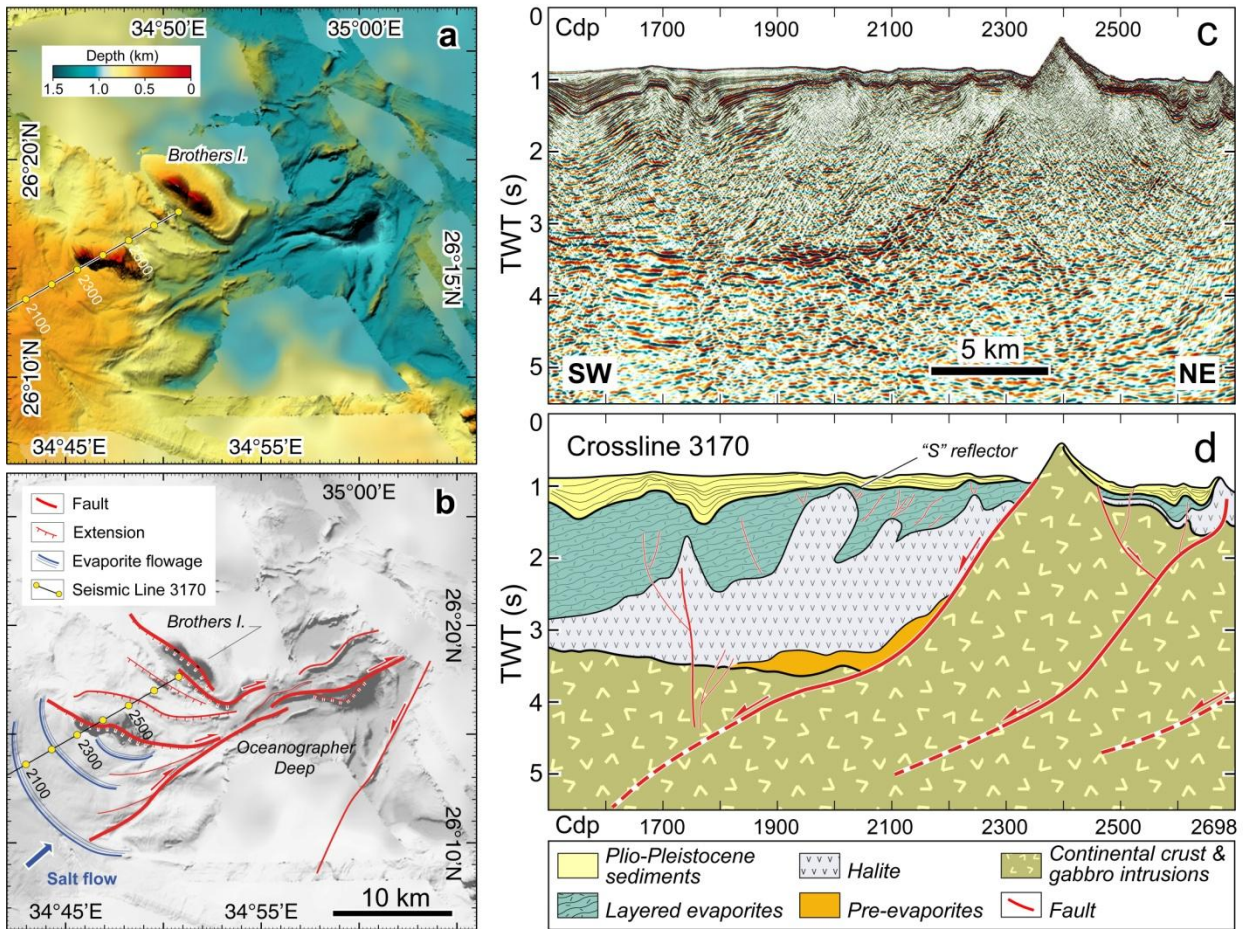 34°50'E
35°00'E
a
Depth (km)
1.5 1.0 0.5 0
Brothers I.
26°20'N
26°15'N
26°10'N
2100
2300
2500
34°45'E
34°55'E
b
35°00'E
Fault
Extension
Evaporite flowage
Seismic Line 3170
Brothers I.
26°20'N
26°10'N
2500
2300
2100
Oceanographer
Deep
Salt flow
10 km
34°45'E
34°55'E
c
Cdp 1700 1900 2100 2300 2500
0
1
2
3
4
5
TWT (s)
5 km
SW NE
d
Crossline 3170
"S" reflector
0
1
2
3
4
5
TWT (s)
Cdp 1700 1900 2100 2300 2500 2698
Plio-Pleistocene
sediments
Halite
Continental crust &
gabbro intrusions
Layered evaporites
Pre-evaporites
Fault